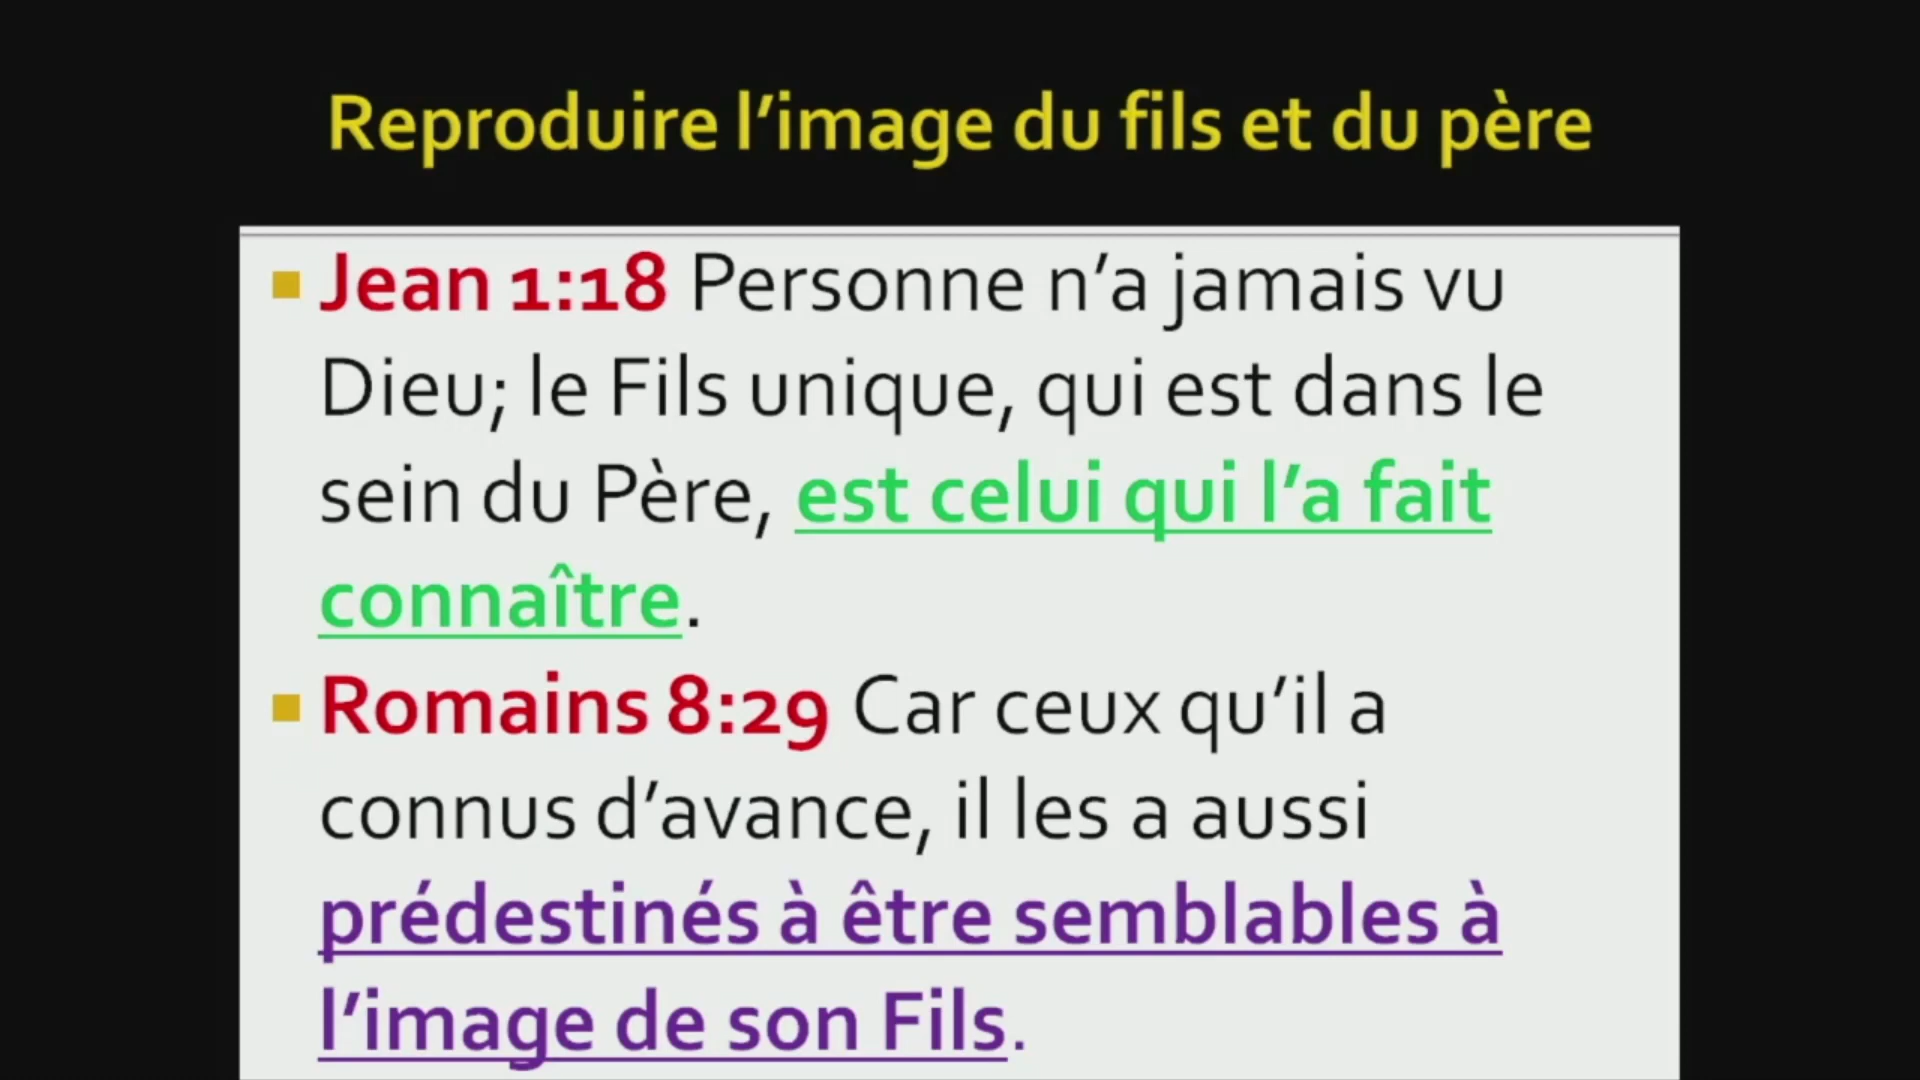 Reproduire l’image du fils et du père
Jean 1:18 Personne n’a jamais vu
Dieu; le Fils unique, qui est dans le
sein du Père, est celui qui l’a fait
connaître.
Romains 8:29 Car ceux qu’il a
connus d’avance, il les a aussi
prédestinés à être semblables à
l’image de son Fils.